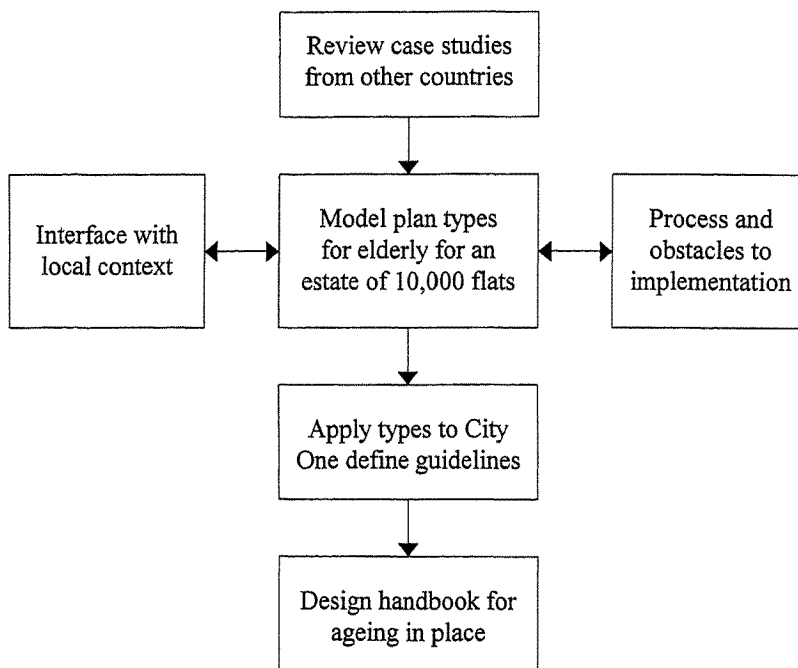 Review case studies
from other countries
Interface with
local context
Model plan types
for elderly for an
estate of 10,000 flats
Process and
obstacles to
implementation
Apply types to City
One define guidelines
Design handbook for
ageing in place